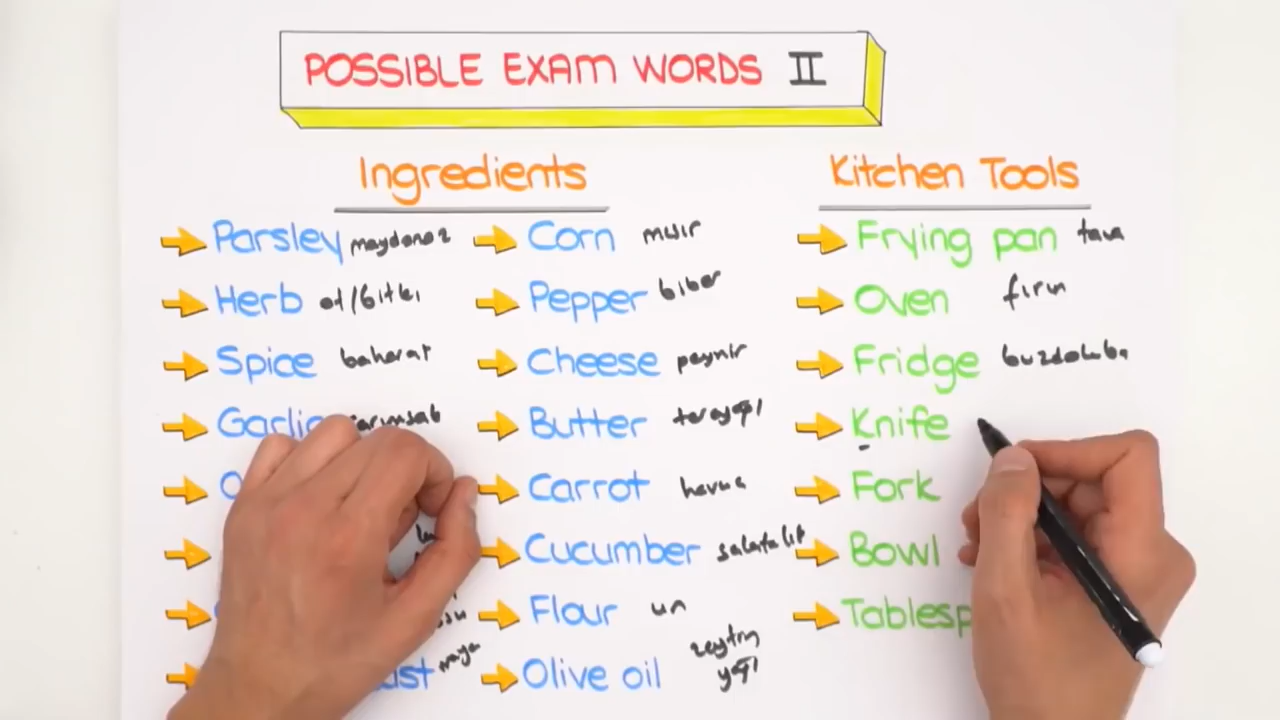 POSSIBLE EXAM WORDS II
Ingredients
Parsley maydanoz
Herb ot/bitki
Spice baharat
Garlic sarımsak
Corn mısır
Pepper biber
Cheese peynir
Butter tereyağı
Carrot havuç
Cucumber salatalık
Flour un
Olive oil zeytin
yağı
Kitchen Tools
Frying pan tava
Oven fırın
Fridge buzdolabı
Knife
Fork
Bowl